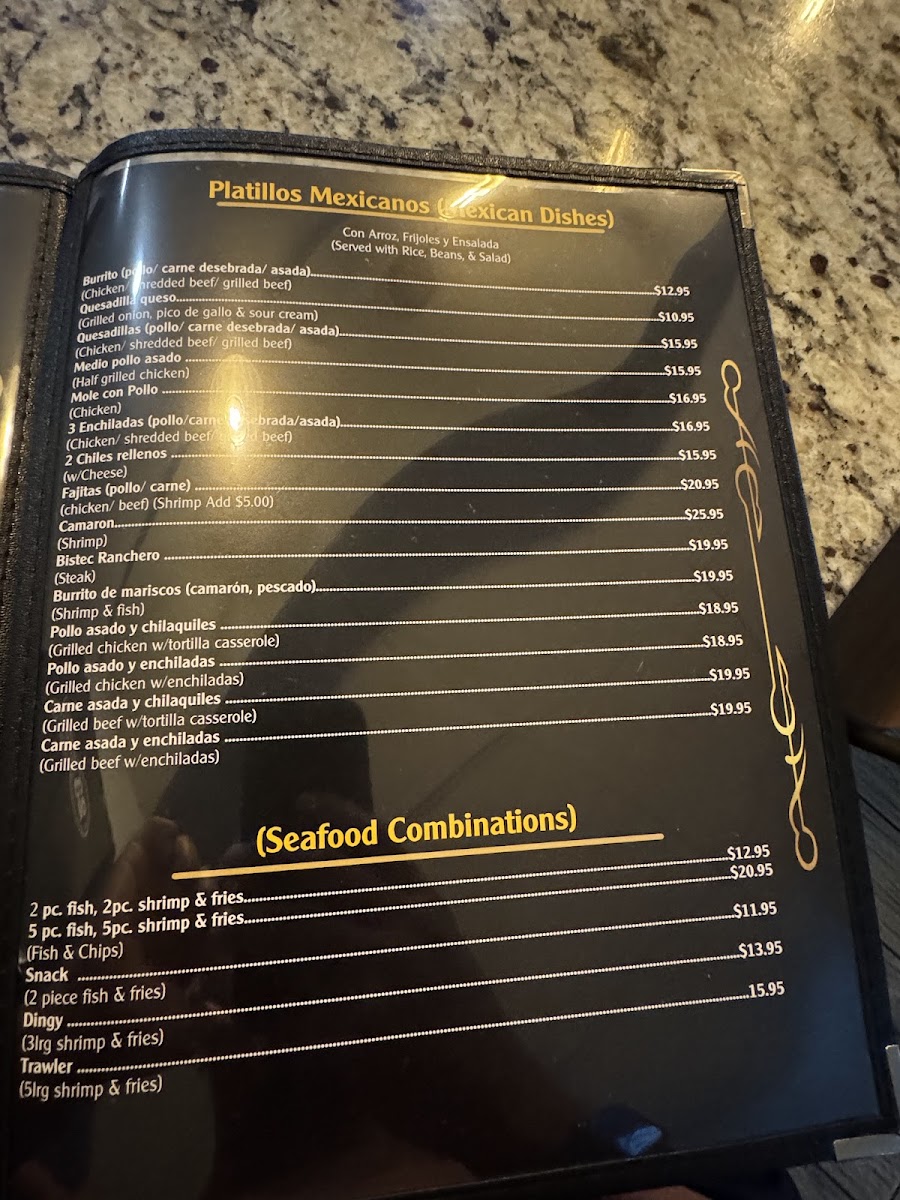 Platillos Mexicanos (Mexican Dishes)
Con Arroz, Frijoles y Ensalada
(Served with Rice, Beans, & Salad)
Burrito (pollo/ carne desebrada/ asada)....................$12.95
(Chicken/ shredded beef/ grilled beef)
Quesadilla queso....................$10.95
(Grilled onion, pico de gallo & sour cream)
Quesadillas (pollo/ carne desebrada/ asada)....................$15.95
(Chicken/ shredded beef/ grilled beef)
Medio pollo asado ....................$15.95
(Half grilled chicken)
Mole con Pollo ....................$16.95
(Chicken)
3 Enchiladas (pollo/carne desebrada/asada)....................$16.95
(Chicken/ shredded beef/ grilled beef)
2 Chiles rellenos ....................$15.95
(w/Cheese)
Fajitas (pollo/ carne) ....................$20.95
(chicken/ beef) (Shrimp Add $5.00)
Camaron....................$25.95
(Shrimp)
Bistec Ranchero ....................$19.95
(Steak)
Burrito de mariscos (camarón, pescado)....................$19.95
(Shrimp & fish)
Pollo asado y chilaquiles ....................$18.95
(Grilled chicken w/tortilla casserole)
Pollo asado y enchiladas ....................$18.95
(Grilled chicken w/enchiladas)
Carne asada y chilaquiles ....................$19.95
(Grilled beef w/tortilla casserole)
Carne asada y enchiladas ....................$19.95
(Grilled beef w/enchiladas)
(Seafood Combinations)
2 pc. fish, 2pc. shrimp & fries....................$12.95
5 pc. fish, 5pc. shrimp & fries....................$20.95
(Fish & Chips)
Snack ....................$11.95
(2 piece fish & fries)
Dingy ....................$13.95
(3lrg shrimp & fries)
Trawler ....................15.95
(5lrg shrimp & fries)